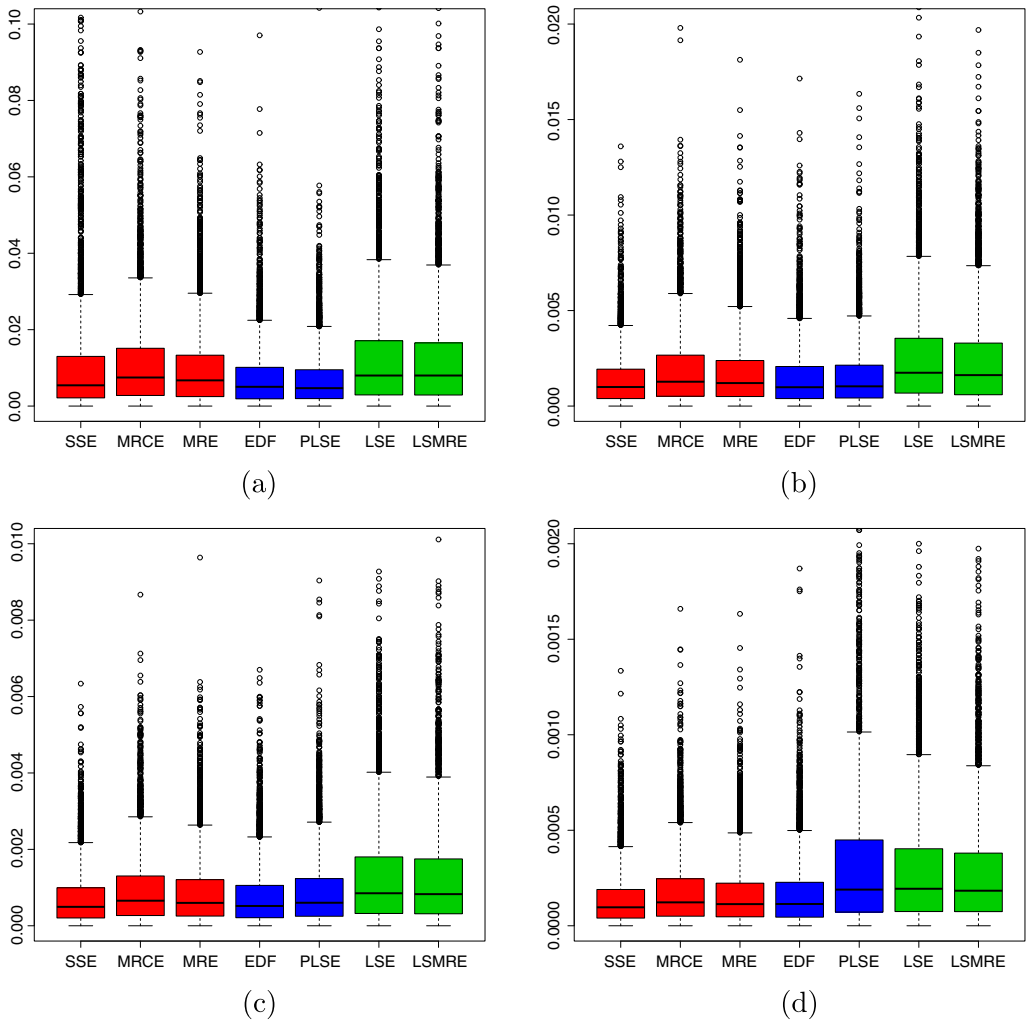 0.10
0.08
0.06
0.04
0.02
0.00
SSE MRCE MRE EDF PLSE LSE LSMRE
(a)
0.020
0.015
0.010
0.005
0.000
SSE MRCE MRE EDF PLSE LSE LSMRE
(b)
0.010
0.008
0.006
0.004
0.002
0.000
SSE MRCE MRE EDF PLSE LSE LSMRE
(c)
0.0020
0.0015
0.0010
0.0005
0.0000
SSE MRCE MRE EDF PLSE LSE LSMRE
(d)